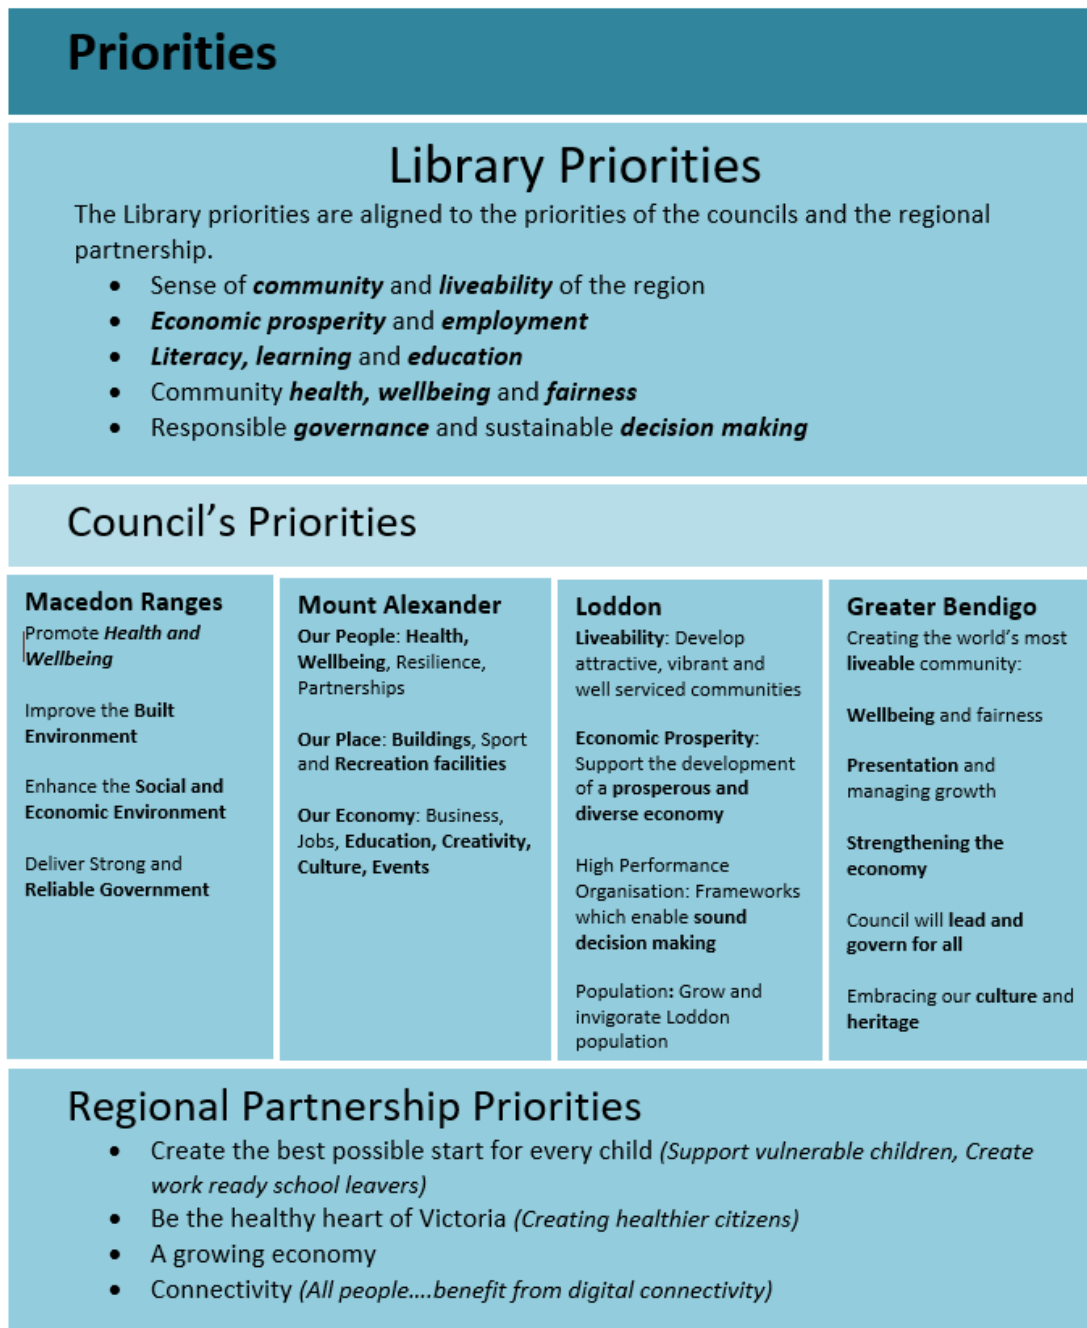 Priorities
Library Priorities
The Library priorities are aligned to the priorities of the councils and the regional
partnership.
• Sense of community and liveability of the region
• Economic prosperity and employment
• Literacy, learning and education
• Community health, wellbeing and fairness
• Responsible governance and sustainable decision making
Council's Priorities
Macedon Ranges
Promote Health and
Wellbeing
Improve the Built
Environment
Enhance the Social and
Economic Environment
Deliver Strong and
Reliable Government
Mount Alexander
Our People: Health,
Wellbeing, Resilience,
Partnerships
Our Place: Buildings, Sport
and Recreation facilities
Our Economy: Business,
Jobs, Education, Creativity,
Culture, Events
Loddon
Liveability: Develop
attractive, vibrant and
well serviced communities
Economic Prosperity:
Support the development
of a prosperous and
diverse economy
High Performance
Organisation: Frameworks
which enable sound
decision making
Population: Grow and
invigorate Loddon
population
Greater Bendigo
Creating the world's most
liveable community:
Wellbeing and fairness
Presentation and
managing growth
Strengthening the
economy
Council will lead and
govern for all
Embracing our culture and
heritage
Regional Partnership Priorities
• Create the best possible start for every child (Support vulnerable children, Create
work ready school leavers)
• Be the healthy heart of Victoria (Creating healthier citizens)
• A growing economy
• Connectivity (All people....benefit from digital connectivity)